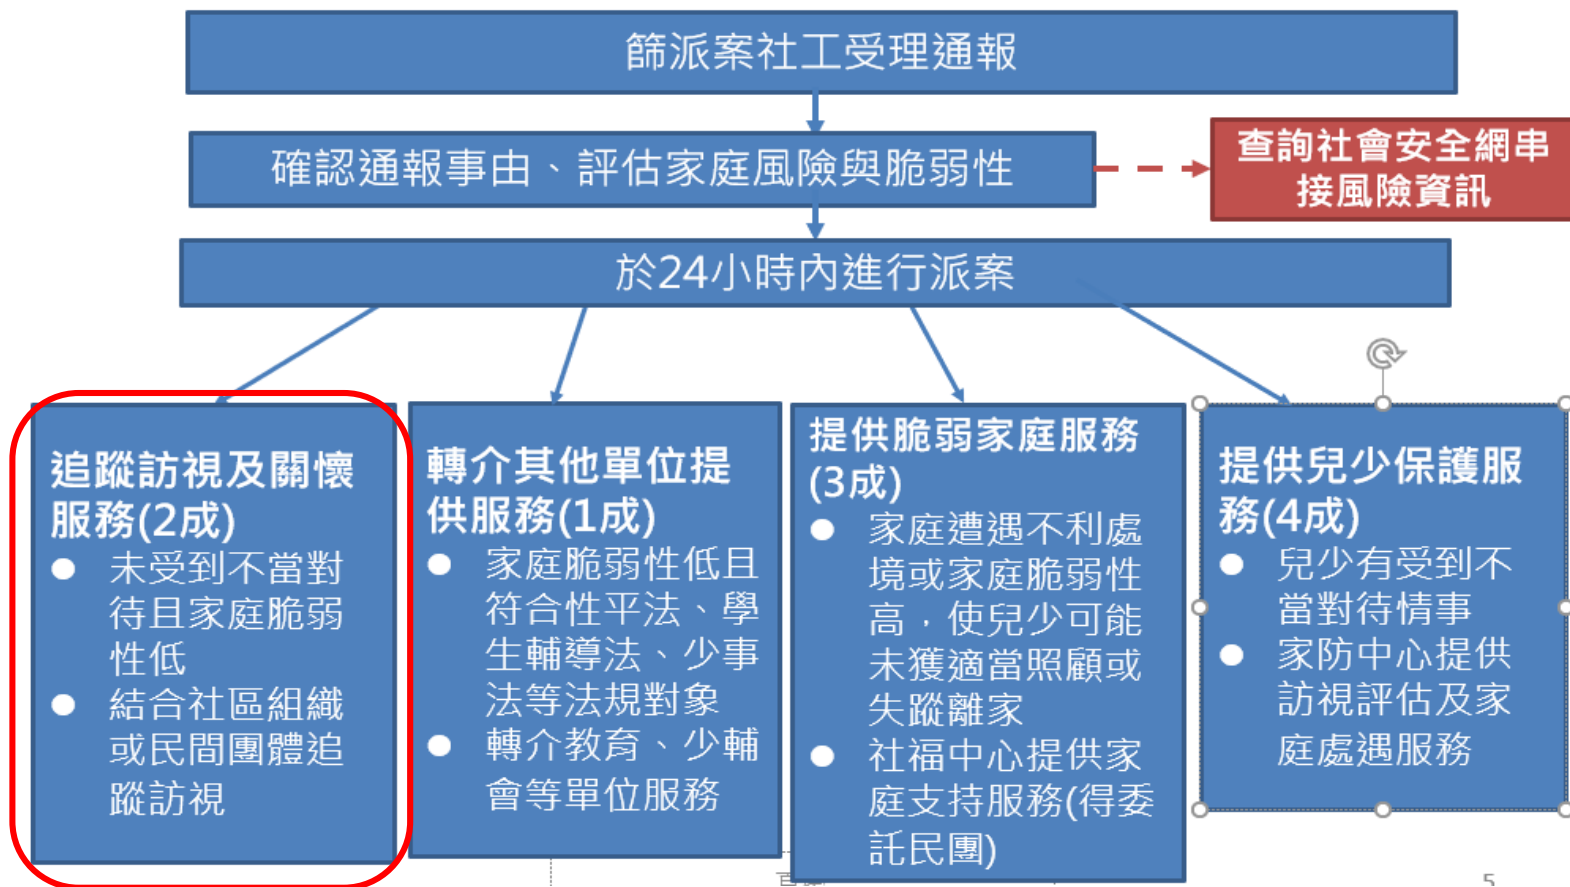 篩派案社工受理通報
確認通報事由、評估家庭風險與脆弱性
查詢社會安全網串
接風險資訊
於24小時內進行派案
追蹤訪視及關懷
服務(2成)
● 未受到不當對
待且家庭脆弱
性低
● 結合社區組織
或民間團體追
蹤訪視
轉介其他單位提
供服務(1成)
● 家庭脆弱性低且
符合性平法、學
生輔導法、少事
法等法規對象
● 轉介教育、少輔
會等單位服務
提供脆弱家庭服務
(3成)
● 家庭遭遇不利處
境或家庭脆弱性
高，使兒少可能
未獲適當照顧或
失蹤離家
● 社福中心提供家
庭支持服務(得委
託民團)
提供兒少保護服
務(4成)
● 兒少有受到不
當對待情事
● 家防中心提供
訪視評估及家
庭處遇服務
5